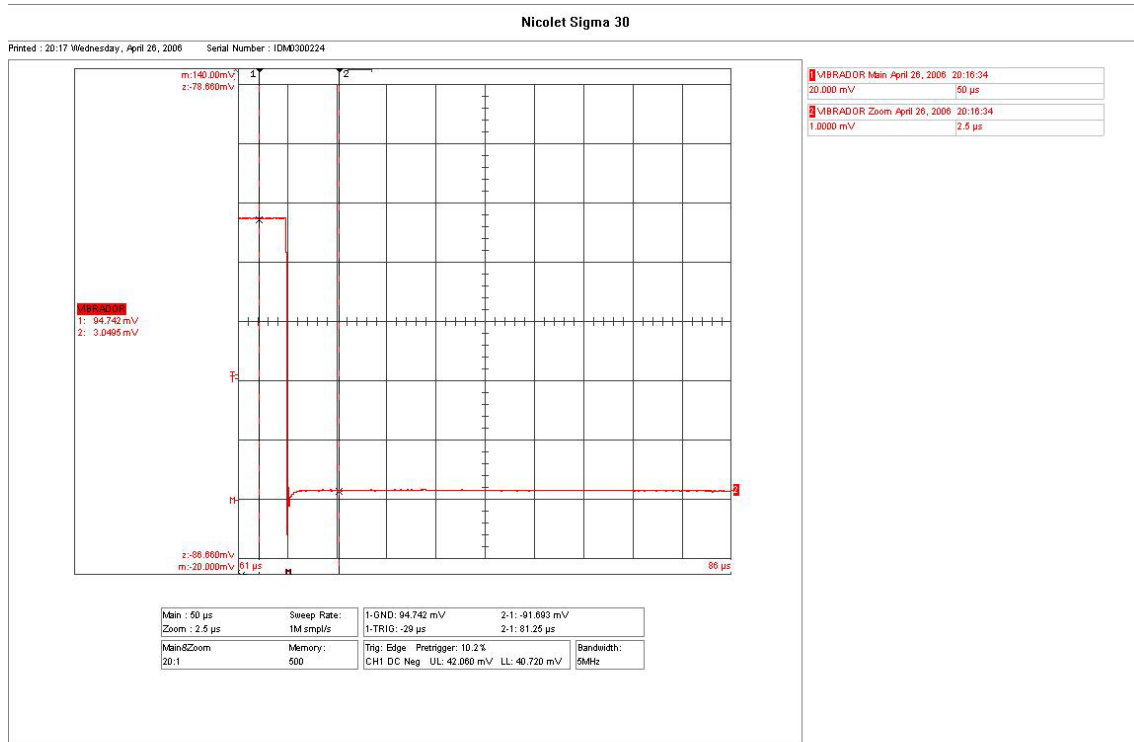 Nicolet Sigma 30
Printed : 20:17 Wednesday, April 26, 2006 Serial Number : IDM0300224
m:140.00mV
z:-78.660mV
1
2
1 VIBRADOR Main April 26, 2006 20:16:34
20.000 mV 50 µs
2 VIBRADOR Zoom April 26, 2006 20:16:34
1.0000 mV 2.5 µs
VIBRADOR
1: 94.742 mV
2: 3.0495 mV
T
M
2
z:-86.660mV
m:-20.000mV
61 µs
M
86 µs
Main : 50 µs Sweep Rate:
Zoom : 2.5 µs 1M smpl/s
1-GND: 94.742 mV 2-1: -91.693 mV
1-TRIG: -29 µs 2-1: 81.25 µs
Main&Zoom Memory:
20:1 500
Trig: Edge Pretrigger: 10.2%
CH1 DC Neg UL: 42.060 mV LL: 40.720 mV
Bandwidth:
5MHz